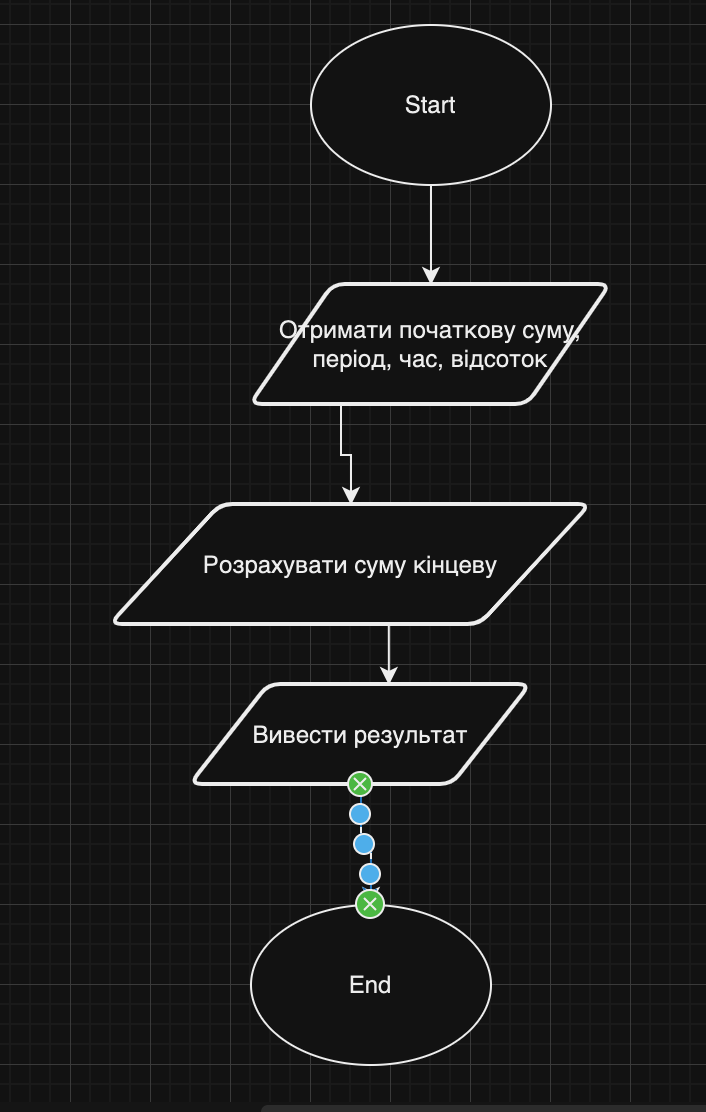 Start
Отримати початкову суму,
період, час, відсоток
Розрахувати суму кінцеву
Вивести результат
End